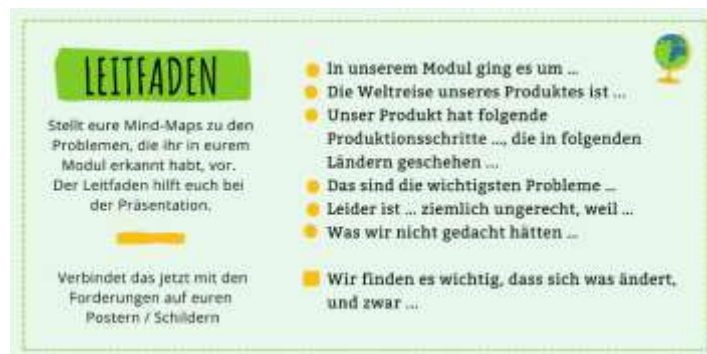 LEITFADEN
Stellt eure Mind-Maps zu den
Problemen, die ihr in eurem
Modul erkannt habt, vor.
Der Leitfaden hilft euch bei
der Präsentation.
Verbindet das jetzt mit den
Forderungen auf euren
Postern / Schildern
In unserem Modul ging es um ...
Die Weltreise unseres Produktes ist ...
Unser Produkt hat folgende
Produktionsschritte ..., die in folgenden
Ländern geschehen ...
Das sind die wichtigsten Probleme ...
Leider ist ... ziemlich ungerecht, weil ...
Was wir nicht gedacht hätten ...
Wir finden es wichtig, dass sich was ändert,
und zwar ...